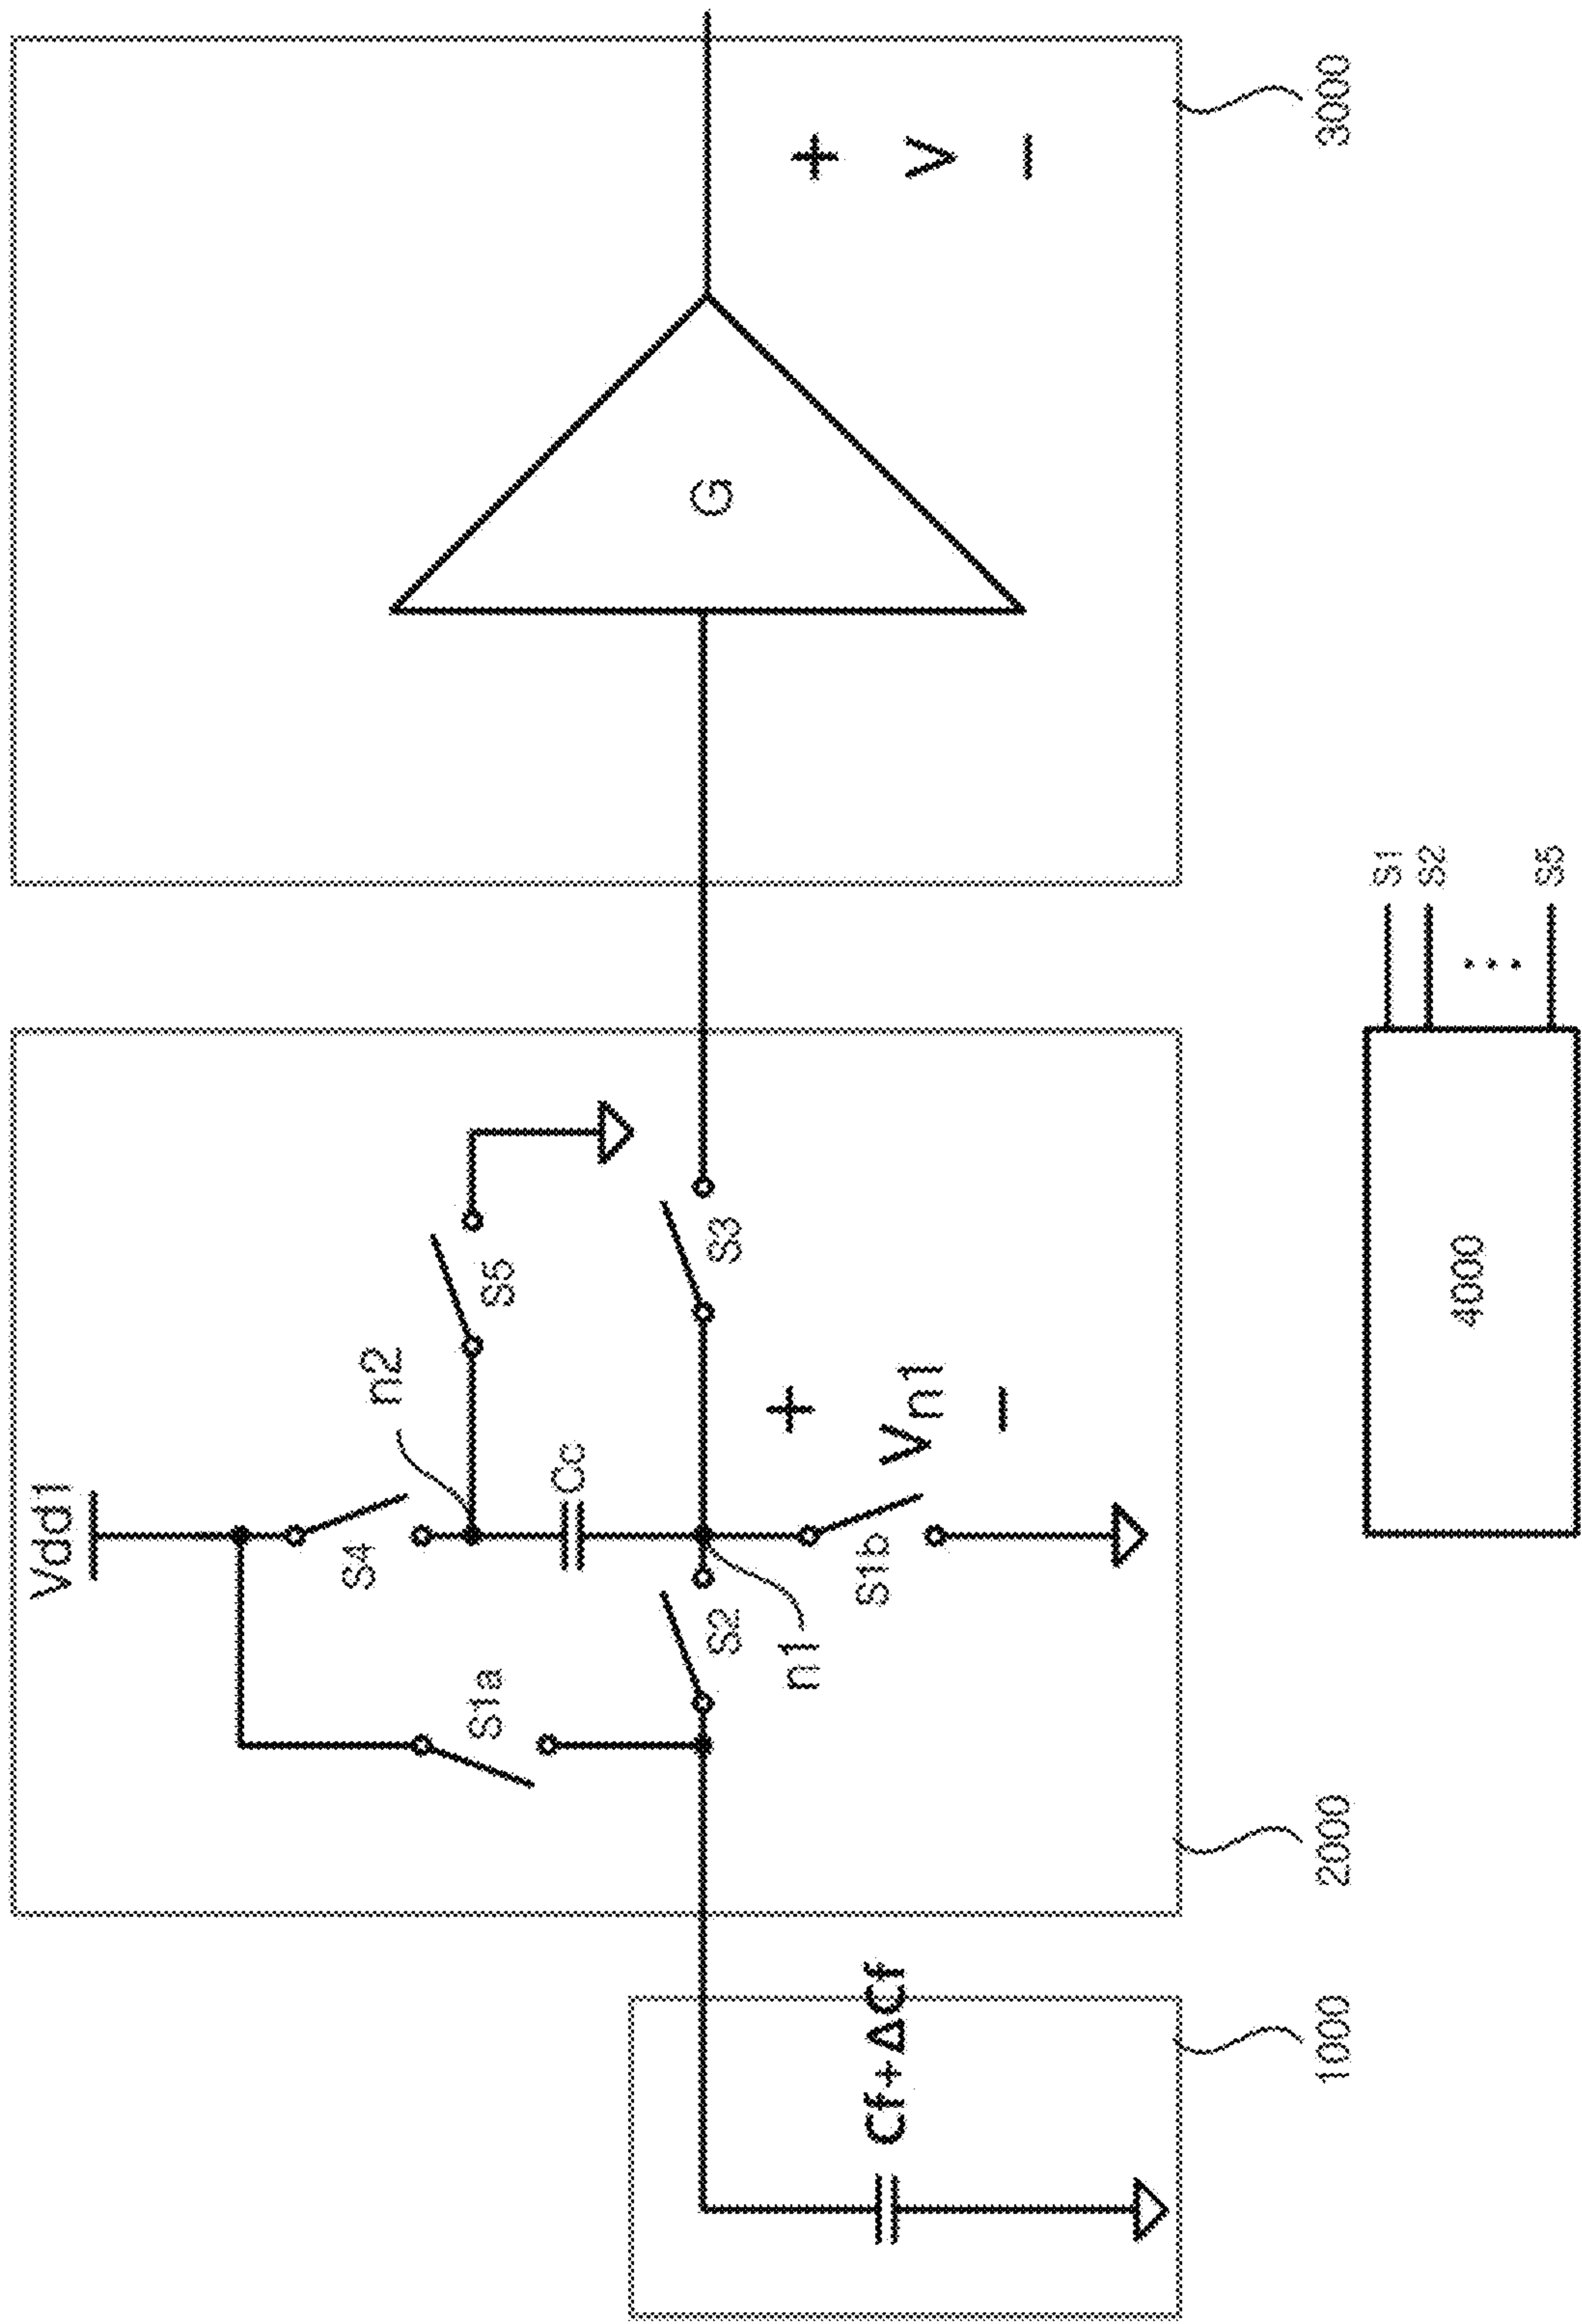 Vdd1
S1a
S4
n2
S5
Cc
S2
n1
S3
+
Vn1
−
S1b
Cf+ΔCf
G
+
V
−
1000
2000
3000
4000
S1
S2
⋮
S5